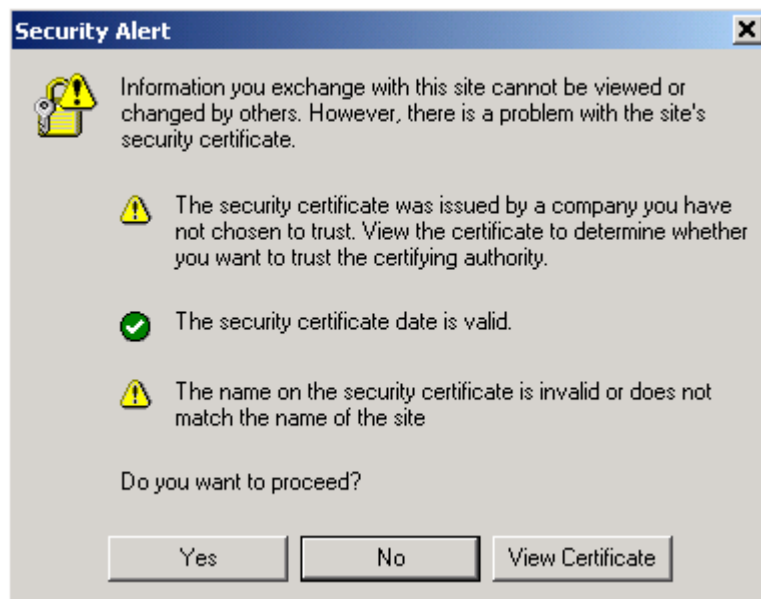 Security Alert
Information you exchange with this site cannot be viewed or
changed by others. However, there is a problem with the site's
security certificate.
The security certificate was issued by a company you have
not chosen to trust. View the certificate to determine whether
you want to trust the certifying authority.
The security certificate date is valid.
The name on the security certificate is invalid or does not
match the name of the site
Do you want to proceed?
Yes No View Certificate